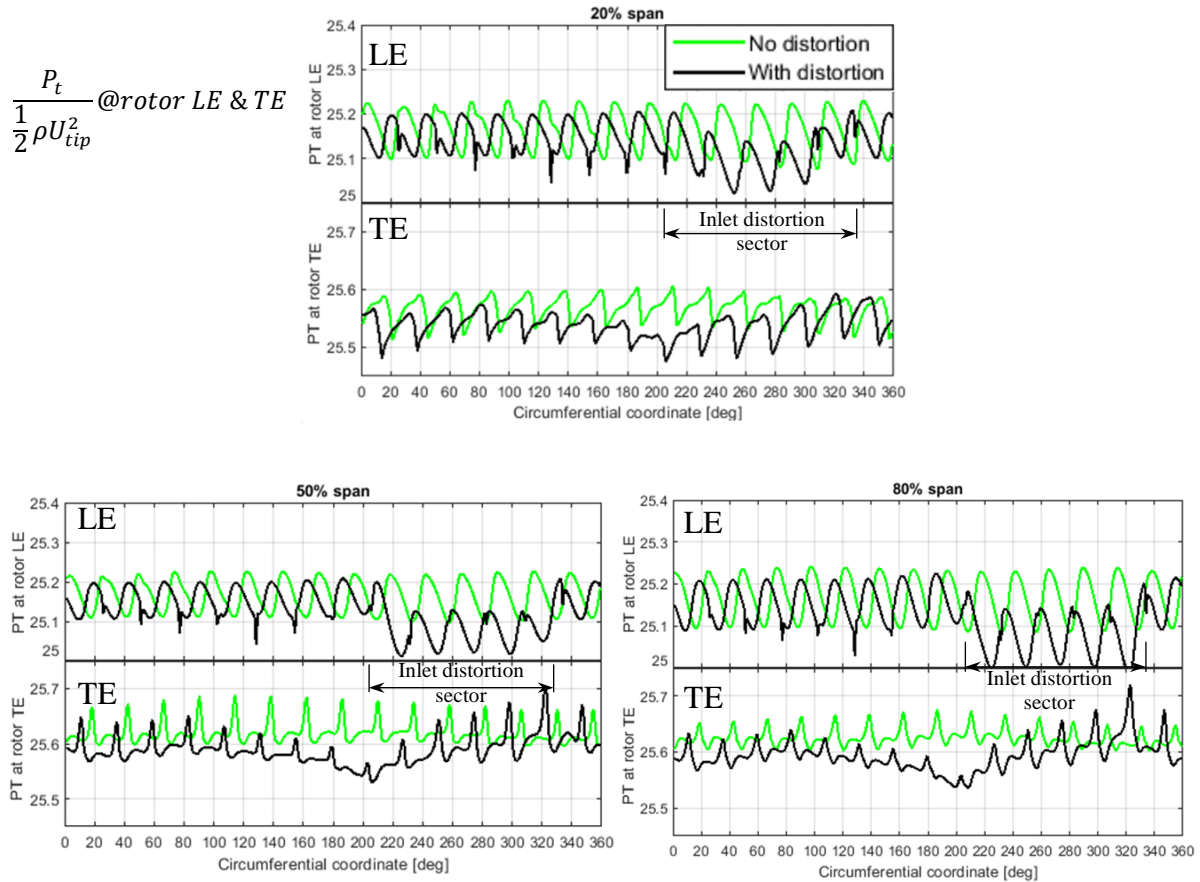 20% span
P_t
½ρU²_tip @rotor LE & TE
LE
No distortion
With distortion
PT at rotor LE
25.4
25.3
25.2
25.1
25
TE
Inlet distortion
sector
PT at rotor TE
25.7
25.6
25.5
0 20 40 60 80 100 120 140 160 180 200 220 240 260 280 300 320 340 360
Circumferential coordinate [deg]
50% span
LE
PT at rotor LE
25.4
25.3
25.2
25.1
25
TE
Inlet distortion
sector
PT at rotor TE
25.7
25.6
25.5
0 20 40 60 80 100 120 140 160 180 200 220 240 260 280 300 320 340 360
Circumferential coordinate [deg]
80% span
LE
PT at rotor LE
25.4
25.3
25.2
25.1
25
TE
Inlet distortion
sector
PT at rotor TE
25.7
25.6
25.5
0 20 40 60 80 100 120 140 160 180 200 220 240 260 280 300 320 340 360
Circumferential coordinate [deg]